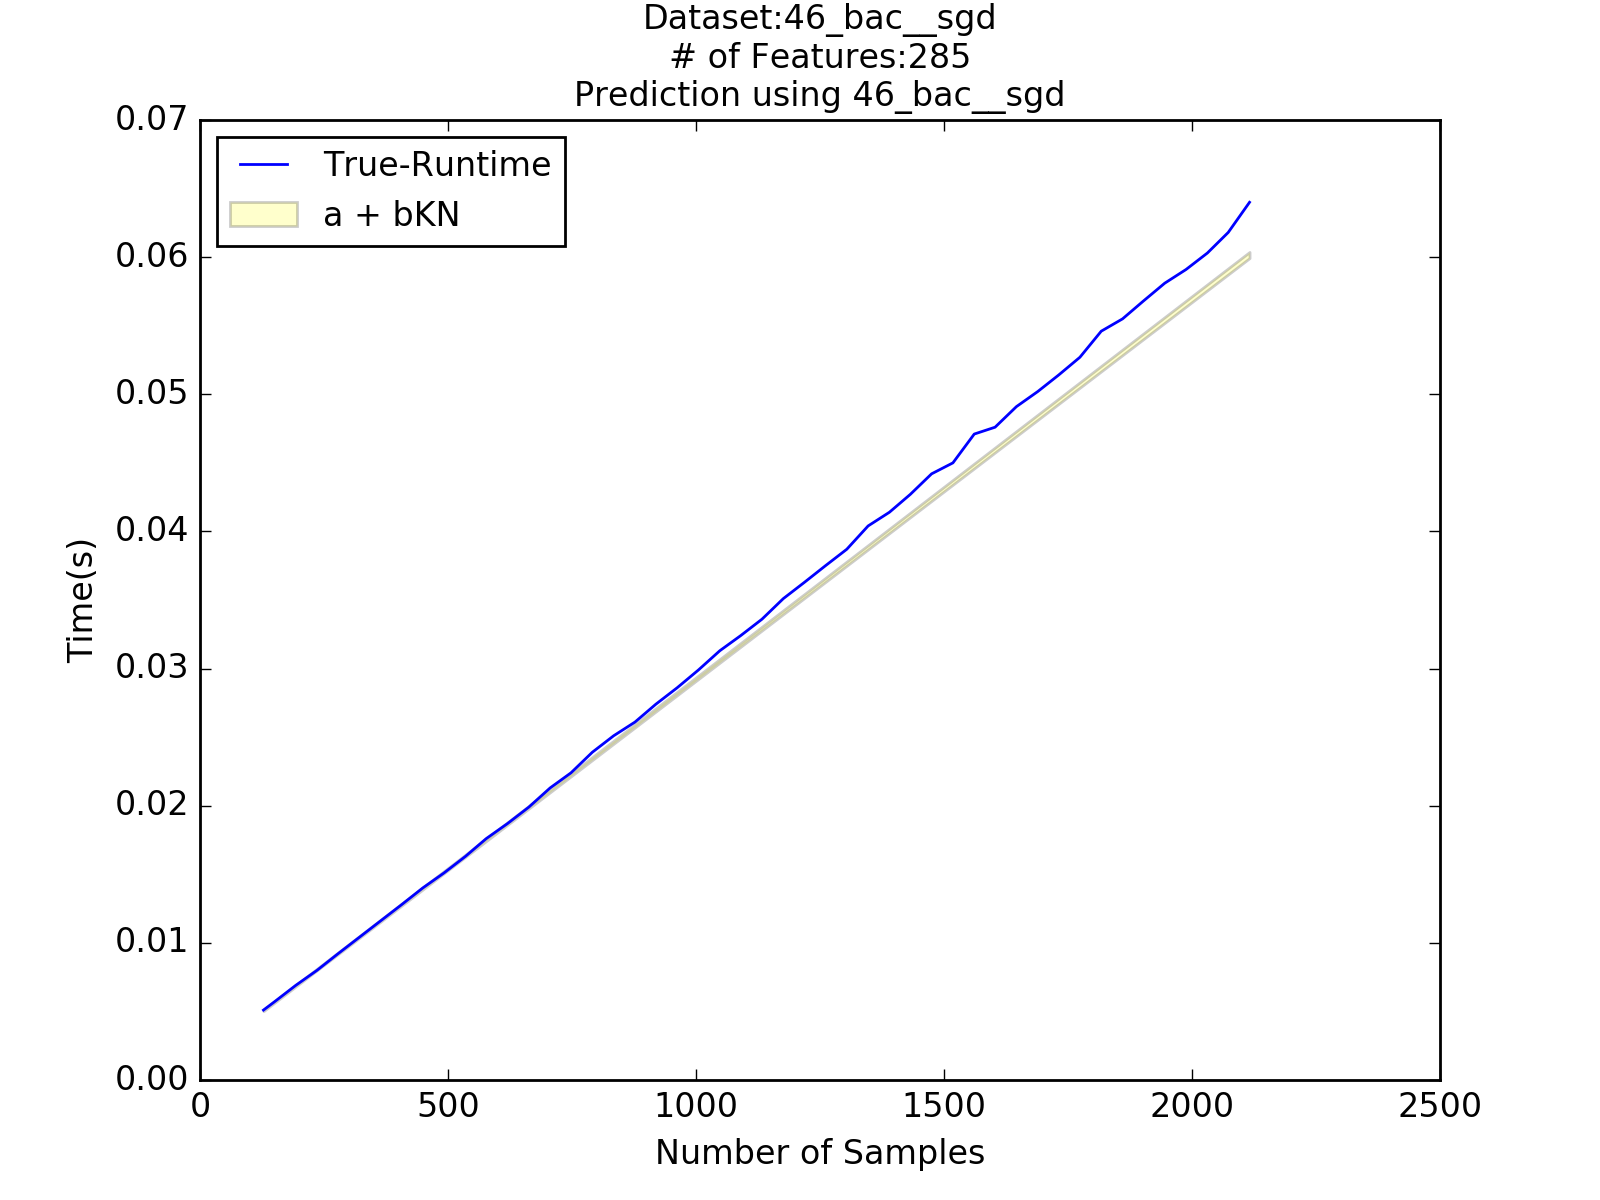 Dataset:46_bac__sgd
# of Features:285
Prediction using 46_bac__sgd
True-Runtime
a + bKN
0.07
0.06
0.05
0.04
0.03
0.02
0.01
0.00
Time(s)
0 500 1000 1500 2000 2500
Number of Samples